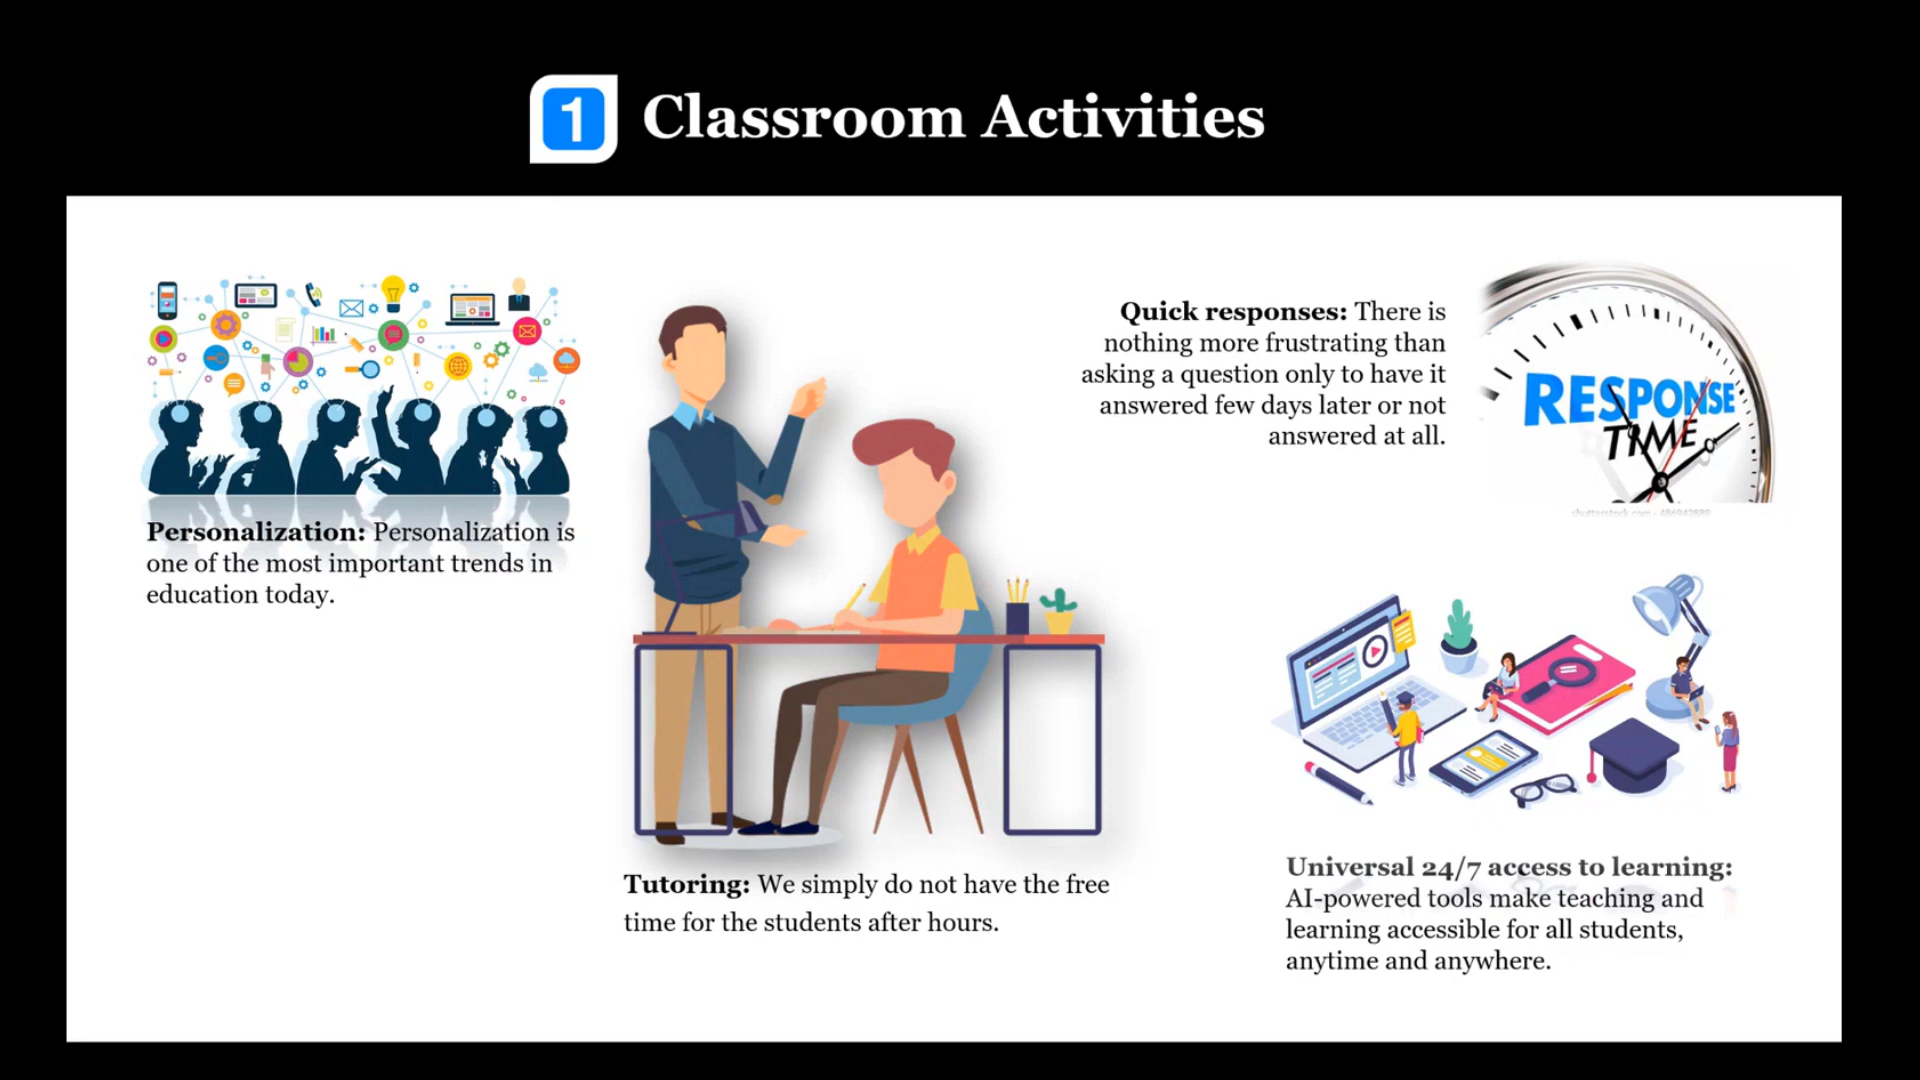 1 Classroom Activities
Personalization: Personalization is
one of the most important trends in
education today.
Tutoring: We simply do not have the free
time for the students after hours.
Quick responses: There is
nothing more frustrating than
asking a question only to have it
answered few days later or not
answered at all.
RESPONSE
TIME
shutterstock.com · 486942889
Universal 24/7 access to learning:
AI-powered tools make teaching and
learning accessible for all students,
anytime and anywhere.